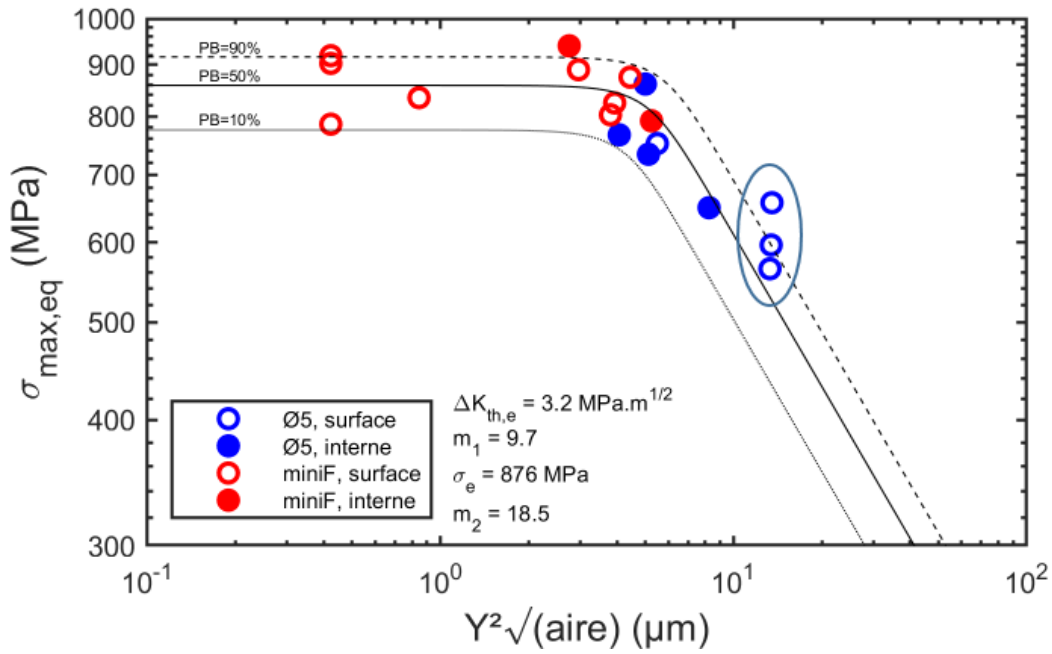 1000
900
800
700
600
500
400
300
σmax,eq (MPa)
PB=90%
PB=50%
PB=10%
Ø5, surface
Ø5, interne
miniF, surface
miniF, interne
ΔKth,e = 3.2 MPa.m1/2
m1 = 9.7
σe = 876 MPa
m2 = 18.5
10-1 100 101 102
Y²√(aire) (µm)